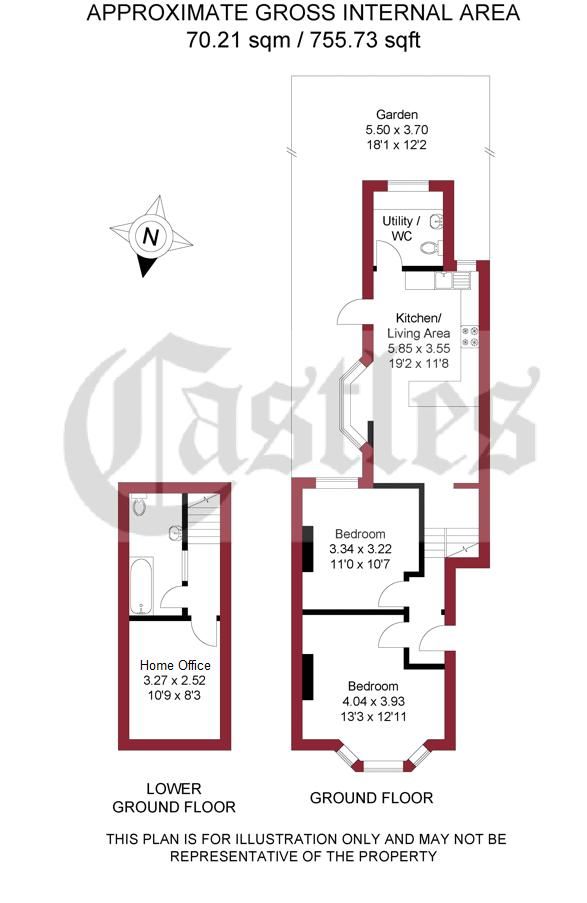 APPROXIMATE GROSS INTERNAL AREA
70.21 sqm / 755.73 sqft
Garden
5.50 x 3.70
18'1 x 12'2
Utility /
WC
N
Kitchen/
Living Area
5.85 x 3.55
19'2 x 11'8
Castles
Bedroom
3.34 x 3.22
11'0 x 10'7
Home Office
3.27 x 2.52
10'9 x 8'3
Bedroom
4.04 x 3.93
13'3 x 12'11
LOWER
GROUND FLOOR
GROUND FLOOR
THIS PLAN IS FOR ILLUSTRATION ONLY AND MAY NOT BE
REPRESENTATIVE OF THE PROPERTY